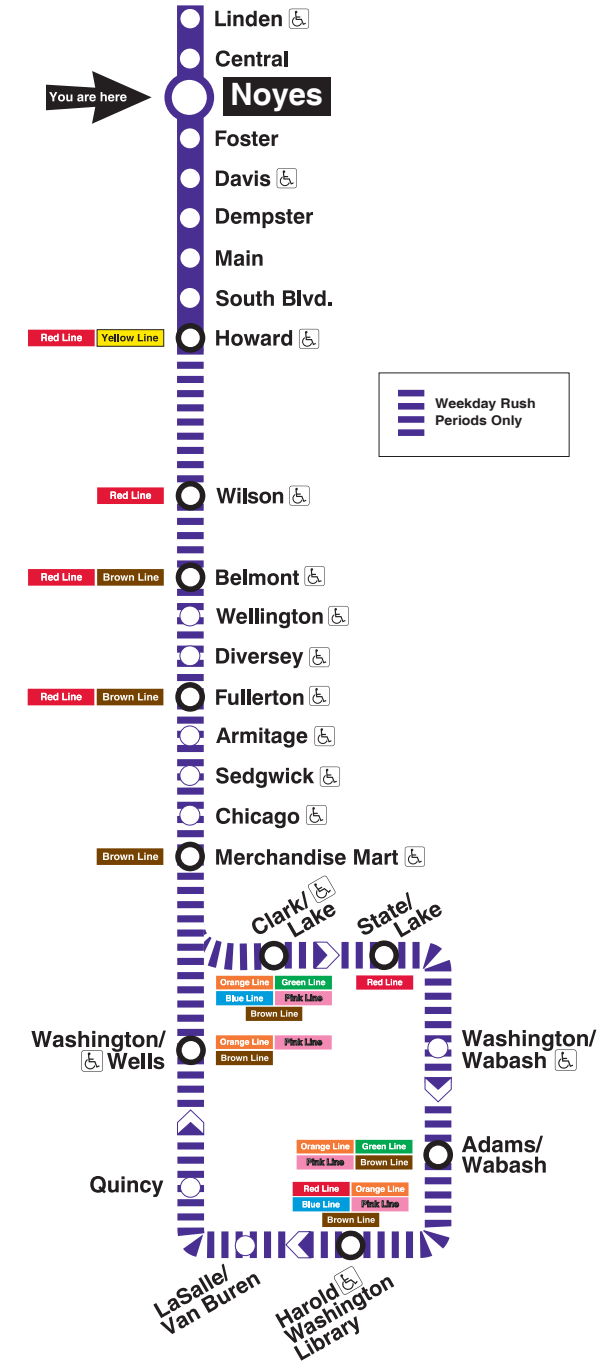 Linden
Central
You are here
Noyes
Foster
Davis
Dempster
Main
South Blvd.
Red Line Yellow Line Howard
Weekday Rush
Periods Only
Red Line Wilson
Red Line Brown Line Belmont
Wellington
Diversey
Red Line Brown Line Fullerton
Armitage
Sedgwick
Chicago
Brown Line Merchandise Mart
Clark/
Lake
State/
Lake
Orange Line Green Line
Blue Line Pink Line
Brown Line
Red Line
Washington/
Wells
Orange Line Pink Line
Brown Line
Washington/
Wabash
Orange Line Green Line
Pink Line Brown Line
Adams/
Wabash
Quincy
Red Line Orange Line
Blue Line Pink Line
Brown Line
LaSalle/
Van Buren
Harold
Washington
Library